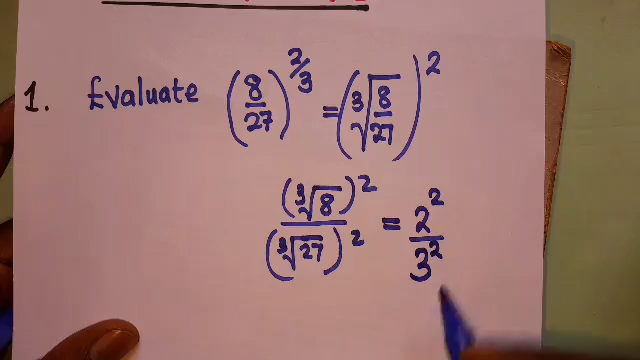 1. Evaluate (8/27)^2/3 = (∛8/27)^2
(∛8)^2/(∛27)^2 = 2^2/3^2